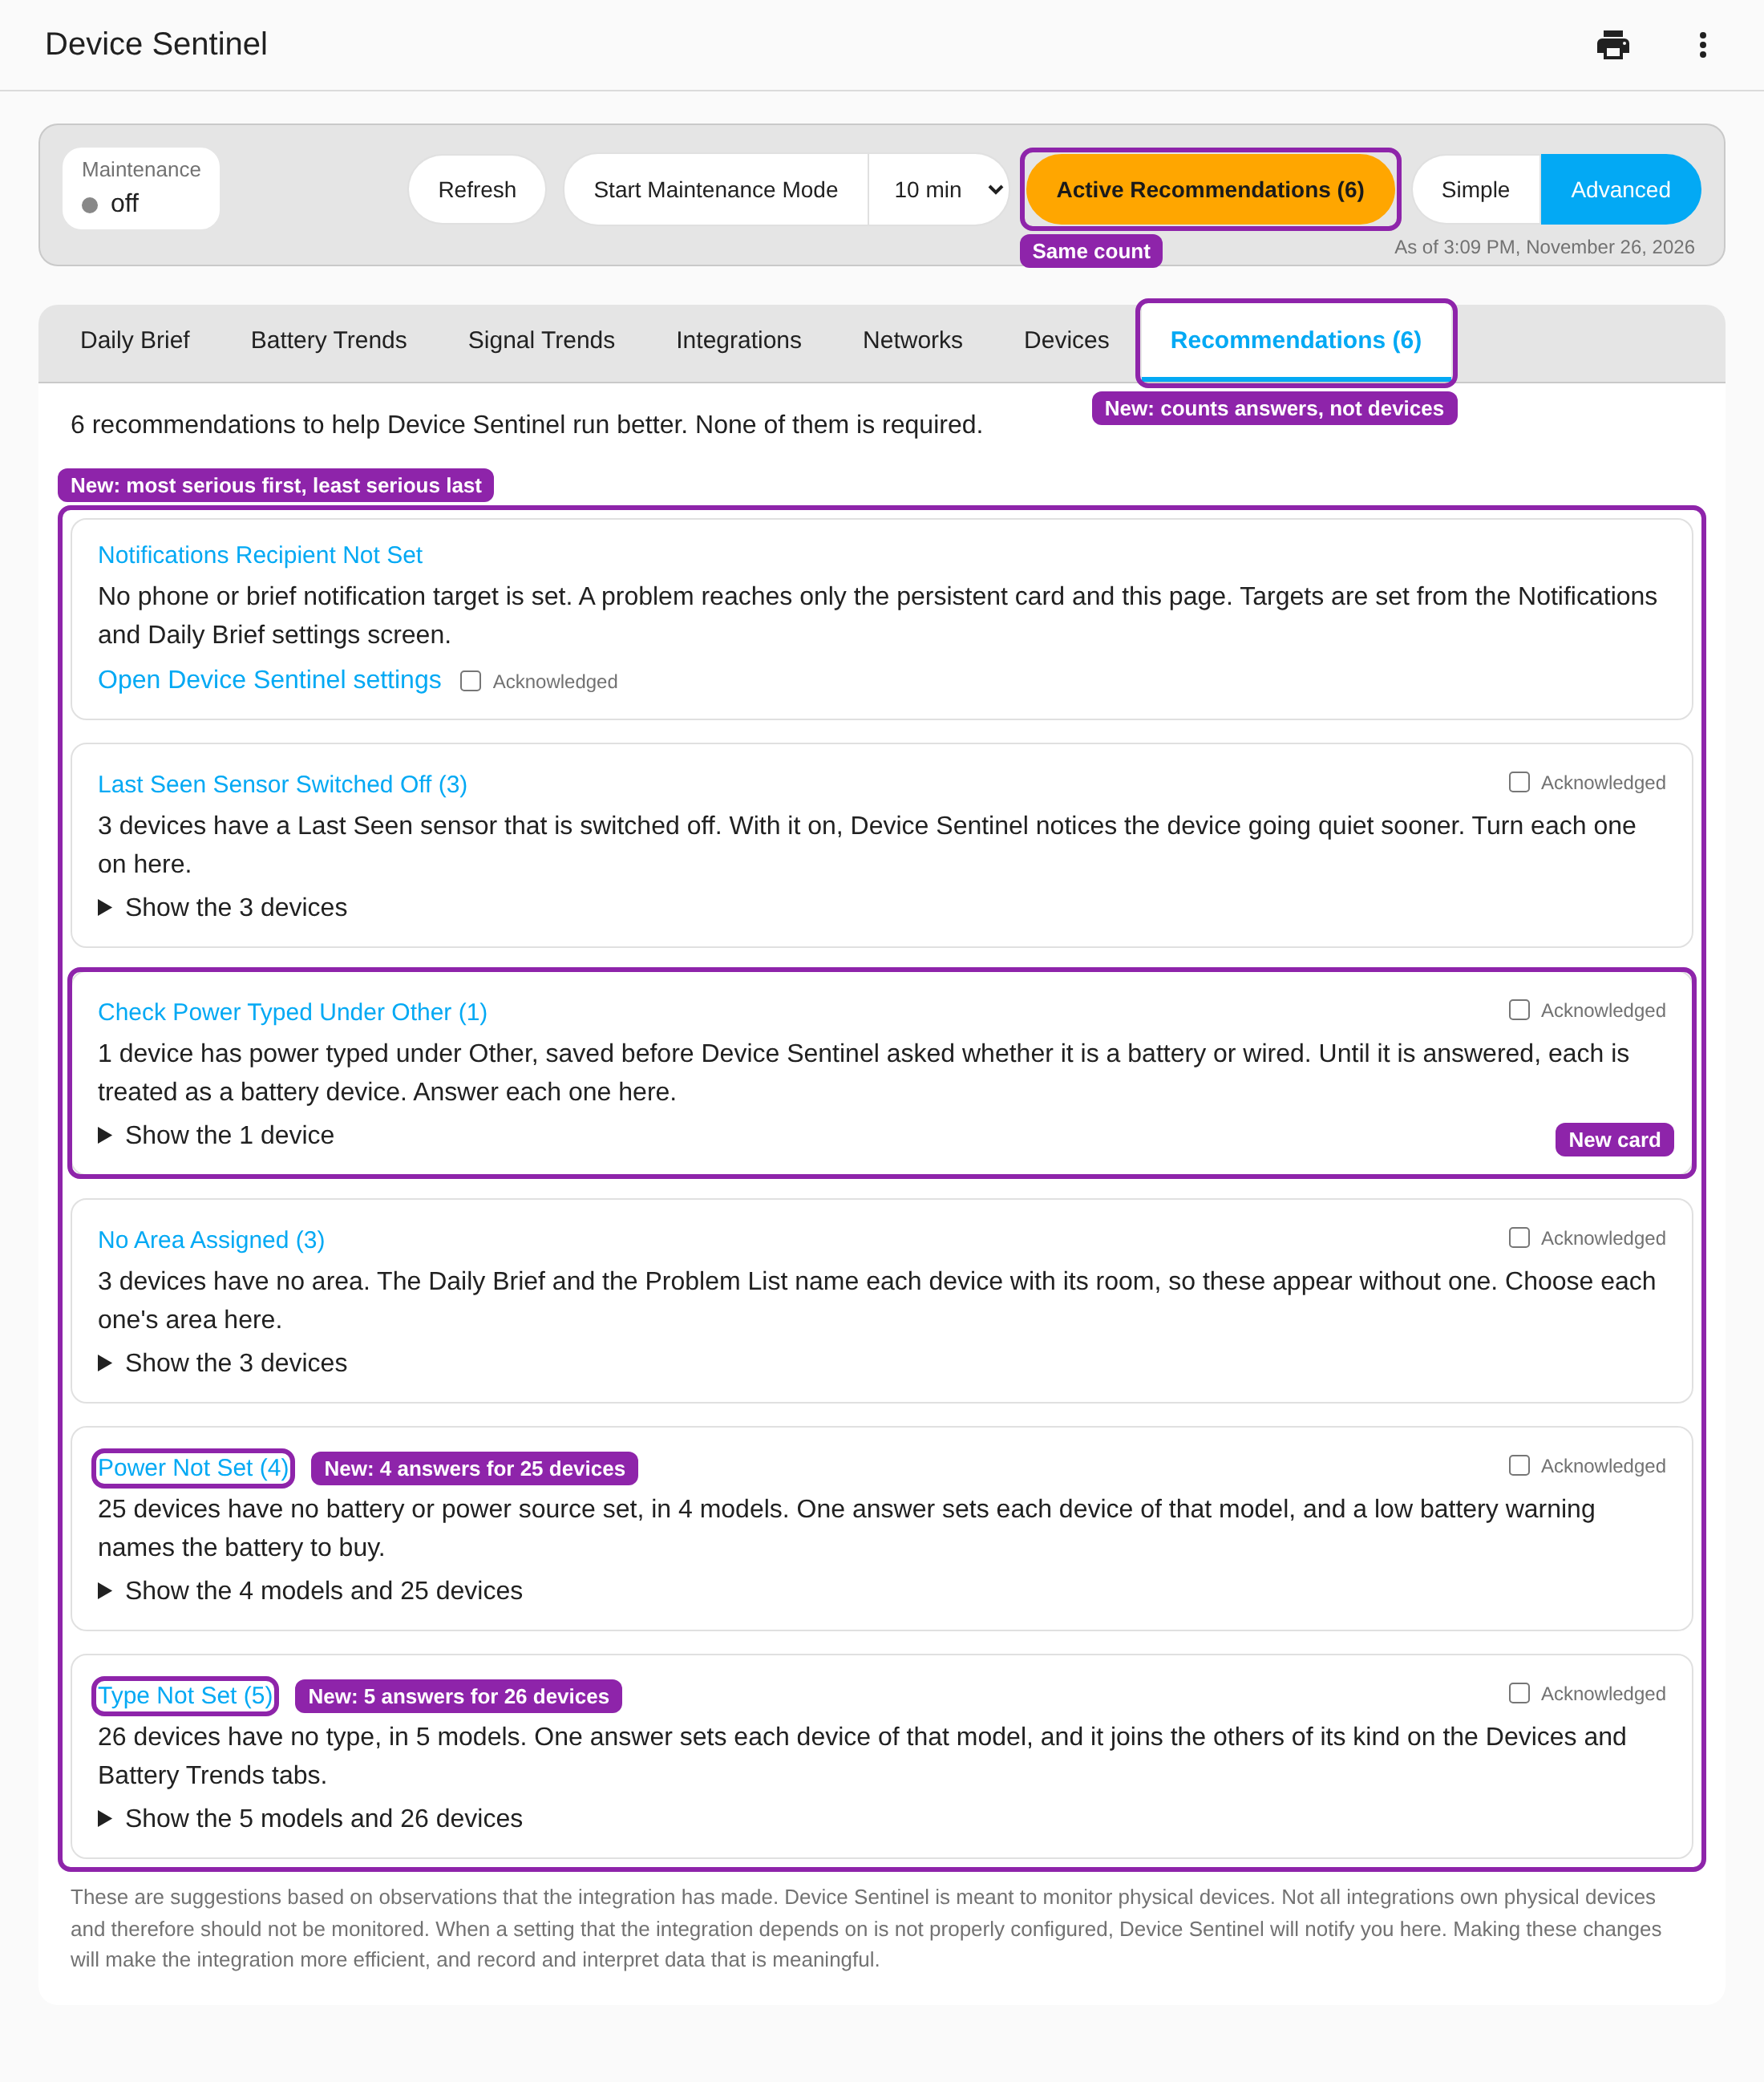 Device Sentinel
Maintenance
off
Refresh
Start Maintenance Mode
10 min
Active Recommendations (6)
Simple
Advanced
Same count
As of 3:09 PM, November 26, 2026
Daily Brief
Battery Trends
Signal Trends
Integrations
Networks
Devices
Recommendations (6)
New: counts answers, not devices
6 recommendations to help Device Sentinel run better. None of them is required.
New: most serious first, least serious last
Notifications Recipient Not Set
No phone or brief notification target is set. A problem reaches only the persistent card and this page. Targets are set from the Notifications
and Daily Brief settings screen.
Open Device Sentinel settings
Acknowledged
Last Seen Sensor Switched Off (3)
Acknowledged
3 devices have a Last Seen sensor that is switched off. With it on, Device Sentinel notices the device going quiet sooner. Turn each one
on here.
Show the 3 devices
Check Power Typed Under Other (1)
Acknowledged
1 device has power typed under Other, saved before Device Sentinel asked whether it is a battery or wired. Until it is answered, each is
treated as a battery device. Answer each one here.
Show the 1 device
New card
No Area Assigned (3)
Acknowledged
3 devices have no area. The Daily Brief and the Problem List name each device with its room, so these appear without one. Choose each
one's area here.
Show the 3 devices
Power Not Set (4)
New: 4 answers for 25 devices
Acknowledged
25 devices have no battery or power source set, in 4 models. One answer sets each device of that model, and a low battery warning
names the battery to buy.
Show the 4 models and 25 devices
Type Not Set (5)
New: 5 answers for 26 devices
Acknowledged
26 devices have no type, in 5 models. One answer sets each device of that model, and it joins the others of its kind on the Devices and
Battery Trends tabs.
Show the 5 models and 26 devices
These are suggestions based on observations that the integration has made. Device Sentinel is meant to monitor physical devices. Not all integrations own physical devices
and therefore should not be monitored. When a setting that the integration depends on is not properly configured, Device Sentinel will notify you here. Making these changes
will make the integration more efficient, and record and interpret data that is meaningful.